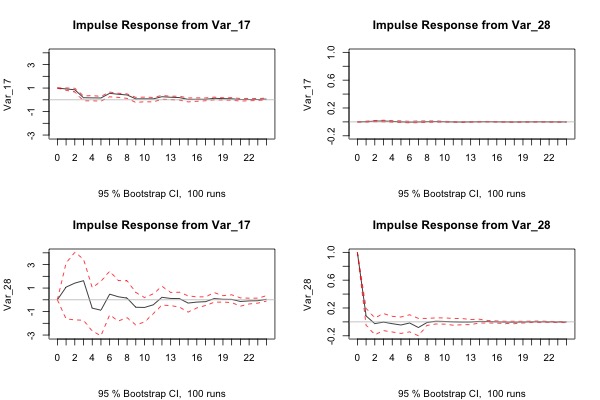 Impulse Response from Var_17
Var_17
3
1
-1
-3
0 2 4 6 8 10 13 16 19 22
95 % Bootstrap CI, 100 runs
Impulse Response from Var_28
Var_17
1.0
0.6
0.2
-0.2
0 2 4 6 8 10 13 16 19 22
95 % Bootstrap CI, 100 runs
Impulse Response from Var_17
Var_28
3
1
-1
-3
0 2 4 6 8 10 13 16 19 22
95 % Bootstrap CI, 100 runs
Impulse Response from Var_28
Var_28
1.0
0.6
0.2
-0.2
0 2 4 6 8 10 13 16 19 22
95 % Bootstrap CI, 100 runs